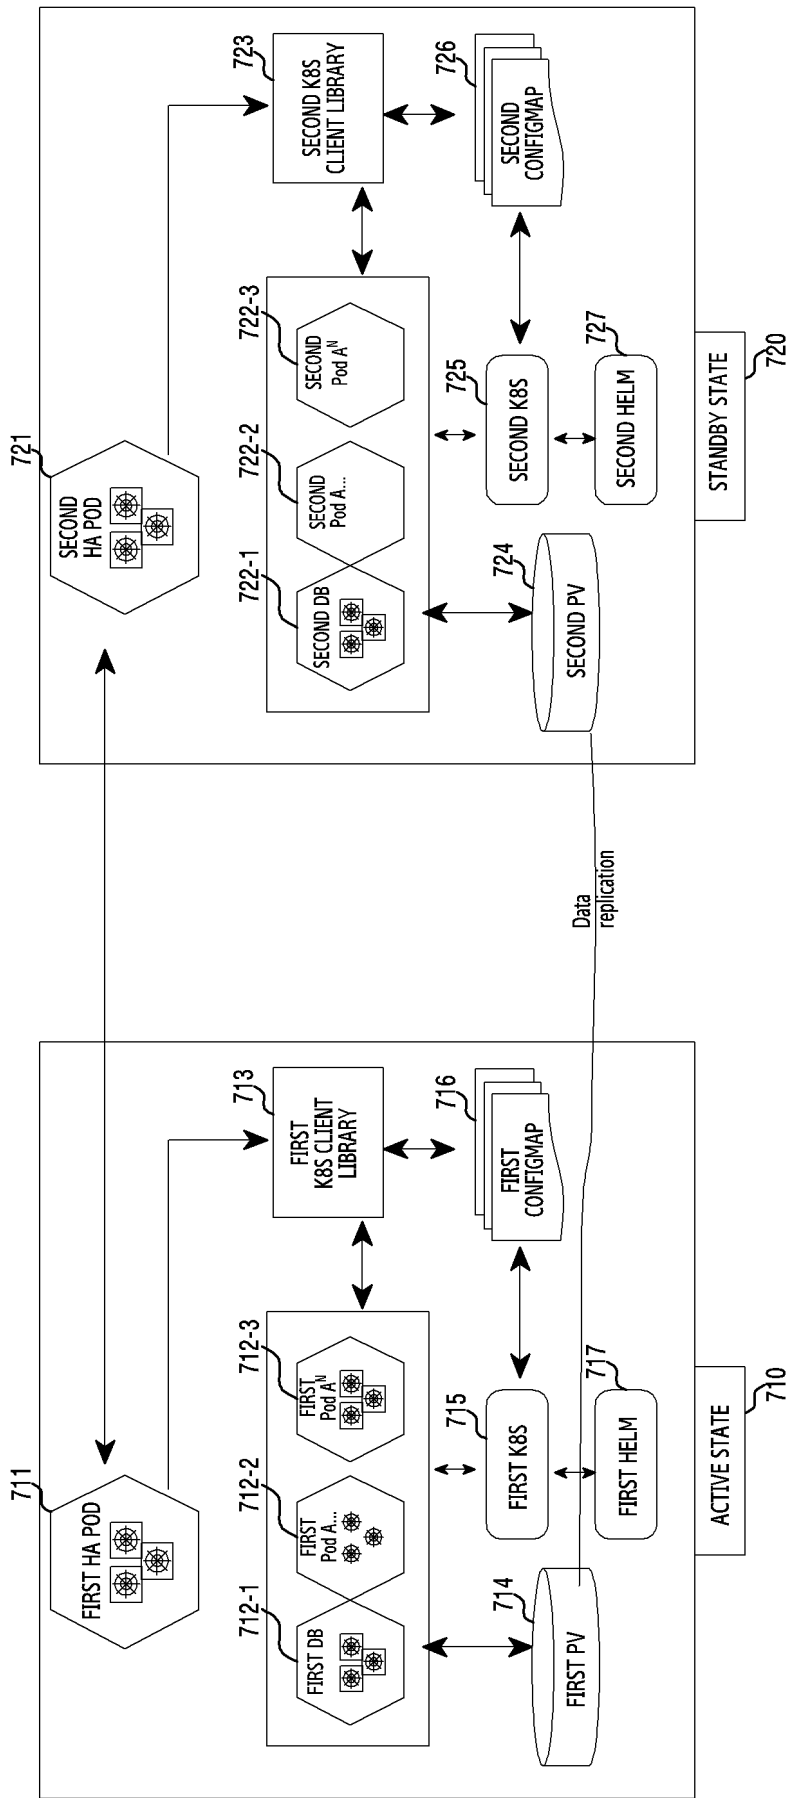 711
FIRST HA POD
712-1
FIRST DB
712-2
FIRST
Pod A...
712-3
FIRST
Pod Aᴺ
713
FIRST
K8S CLIENT
LIBRARY
714
FIRST PV
715
FIRST K8S
716
FIRST
CONFIGMAP
717
FIRST HELM
ACTIVE STATE
710
Data
replication
721
SECOND
HA POD
722-1
SECOND DB
722-2
SECOND
Pod A...
722-3
SECOND
Pod Aᴺ
723
SECOND K8S
CLIENT LIBRARY
724
SECOND PV
725
SECOND K8S
726
SECOND
CONFIGMAP
727
SECOND HELM
STANDBY STATE
720